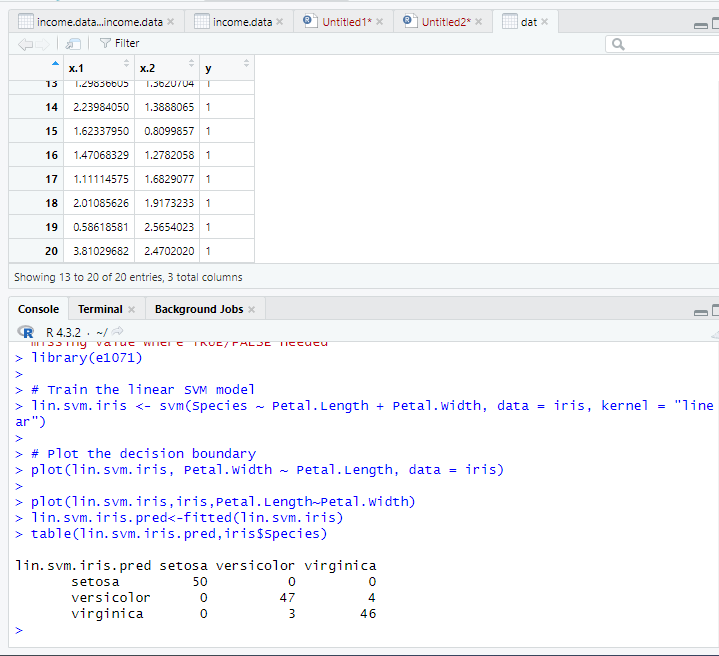 income.data...income.data × income.data × Untitled1* × Untitled2* × dat ×
Filter
x.1 x.2 y
13 1.29836605 1.3620704 1
14 2.23984050 1.3888065 1
15 1.62337950 0.8099857 1
16 1.47068329 1.2782058 1
17 1.11114575 1.6829077 1
18 2.01085626 1.9173233 1
19 0.58618581 2.5654023 1
20 3.81029682 2.4702020 1
Showing 13 to 20 of 20 entries, 3 total columns
Console Terminal × Background Jobs ×
R R 4.3.2 · ~/
missing value where TRUE/FALSE needed
> library(e1071)
>
> # Train the linear SVM model
> lin.svm.iris <- svm(Species ~ Petal.Length + Petal.Width, data = iris, kernel = "line
ar")
>
> # Plot the decision boundary
> plot(lin.svm.iris, Petal.Width ~ Petal.Length, data = iris)
>
> plot(lin.svm.iris,iris,Petal.Length~Petal.Width)
> lin.svm.iris.pred<-fitted(lin.svm.iris)
> table(lin.svm.iris.pred,iris$Species)
lin.svm.iris.pred setosa versicolor virginica
setosa 50 0 0
versicolor 0 47 4
virginica 0 3 46
>